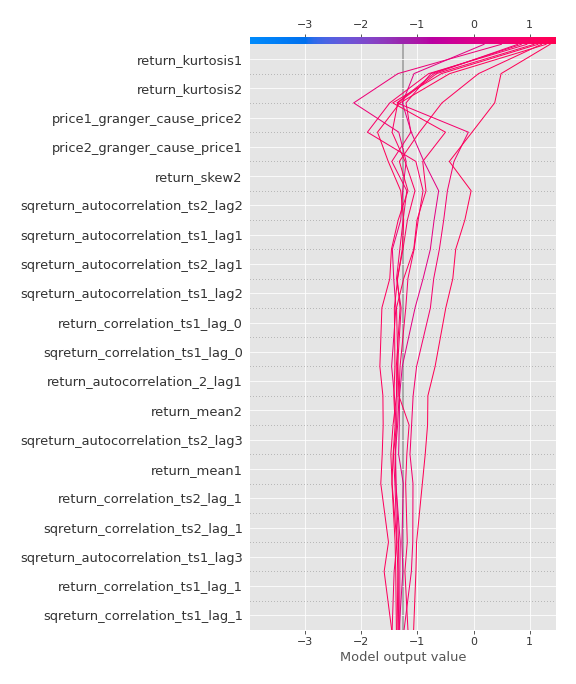 −3 −2 −1 0 1
return_kurtosis1
return_kurtosis2
price1_granger_cause_price2
price2_granger_cause_price1
return_skew2
sqreturn_autocorrelation_ts2_lag2
sqreturn_autocorrelation_ts1_lag1
sqreturn_autocorrelation_ts2_lag1
sqreturn_autocorrelation_ts1_lag2
return_correlation_ts1_lag_0
sqreturn_correlation_ts1_lag_0
return_autocorrelation_2_lag1
return_mean2
sqreturn_autocorrelation_ts2_lag3
return_mean1
return_correlation_ts2_lag_1
sqreturn_correlation_ts2_lag_1
sqreturn_autocorrelation_ts1_lag3
return_correlation_ts1_lag_1
sqreturn_correlation_ts1_lag_1
−3 −2 −1 0 1
Model output value